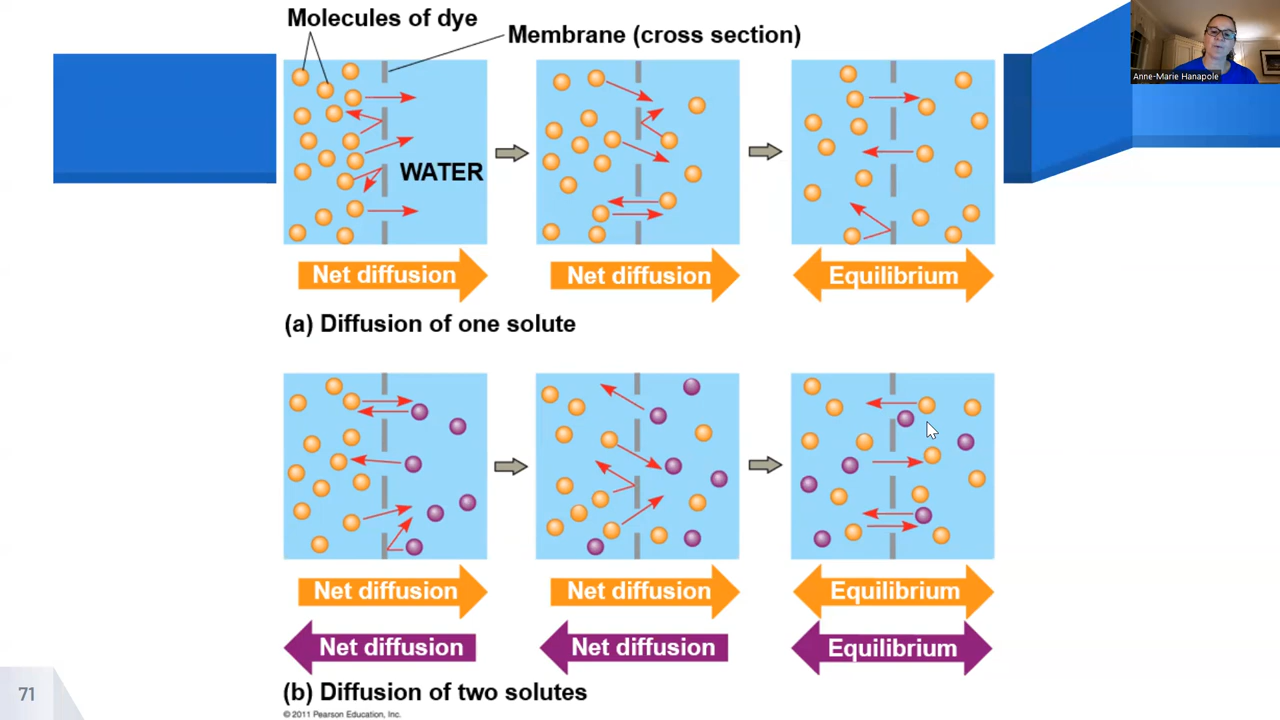 Molecules of dye
Membrane (cross section)
Anne-Marie Hanapole
WATER
Net diffusion
Net diffusion
Equilibrium
(a) Diffusion of one solute
Net diffusion
Net diffusion
Equilibrium
Net diffusion
Net diffusion
Equilibrium
(b) Diffusion of two solutes
71
© 2011 Pearson Education, Inc.